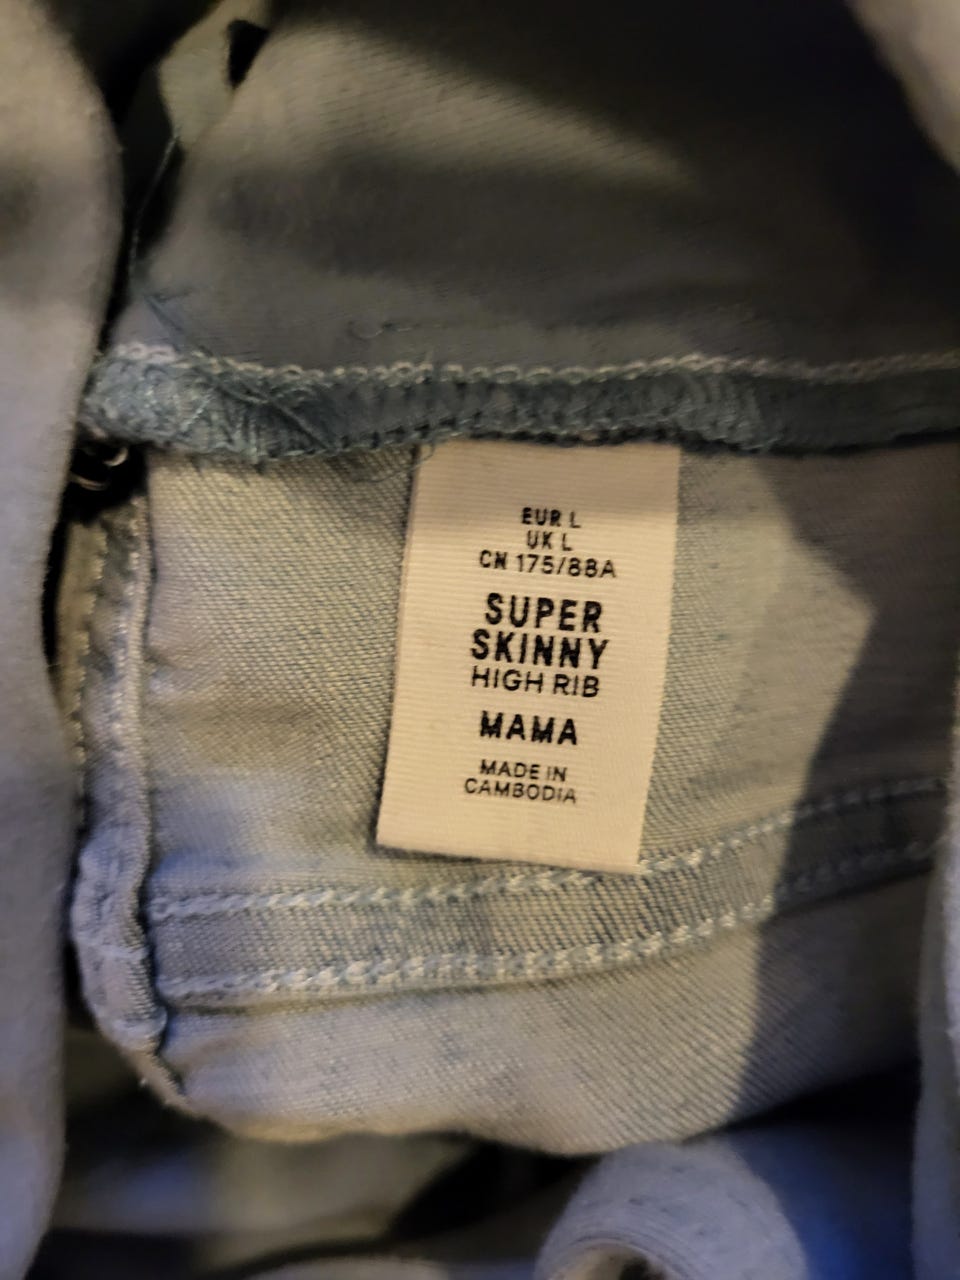 EUR L
UK L
CN 175/88A
SUPER
SKINNY
HIGH RIB
MAMA
MADE IN
CAMBODIA